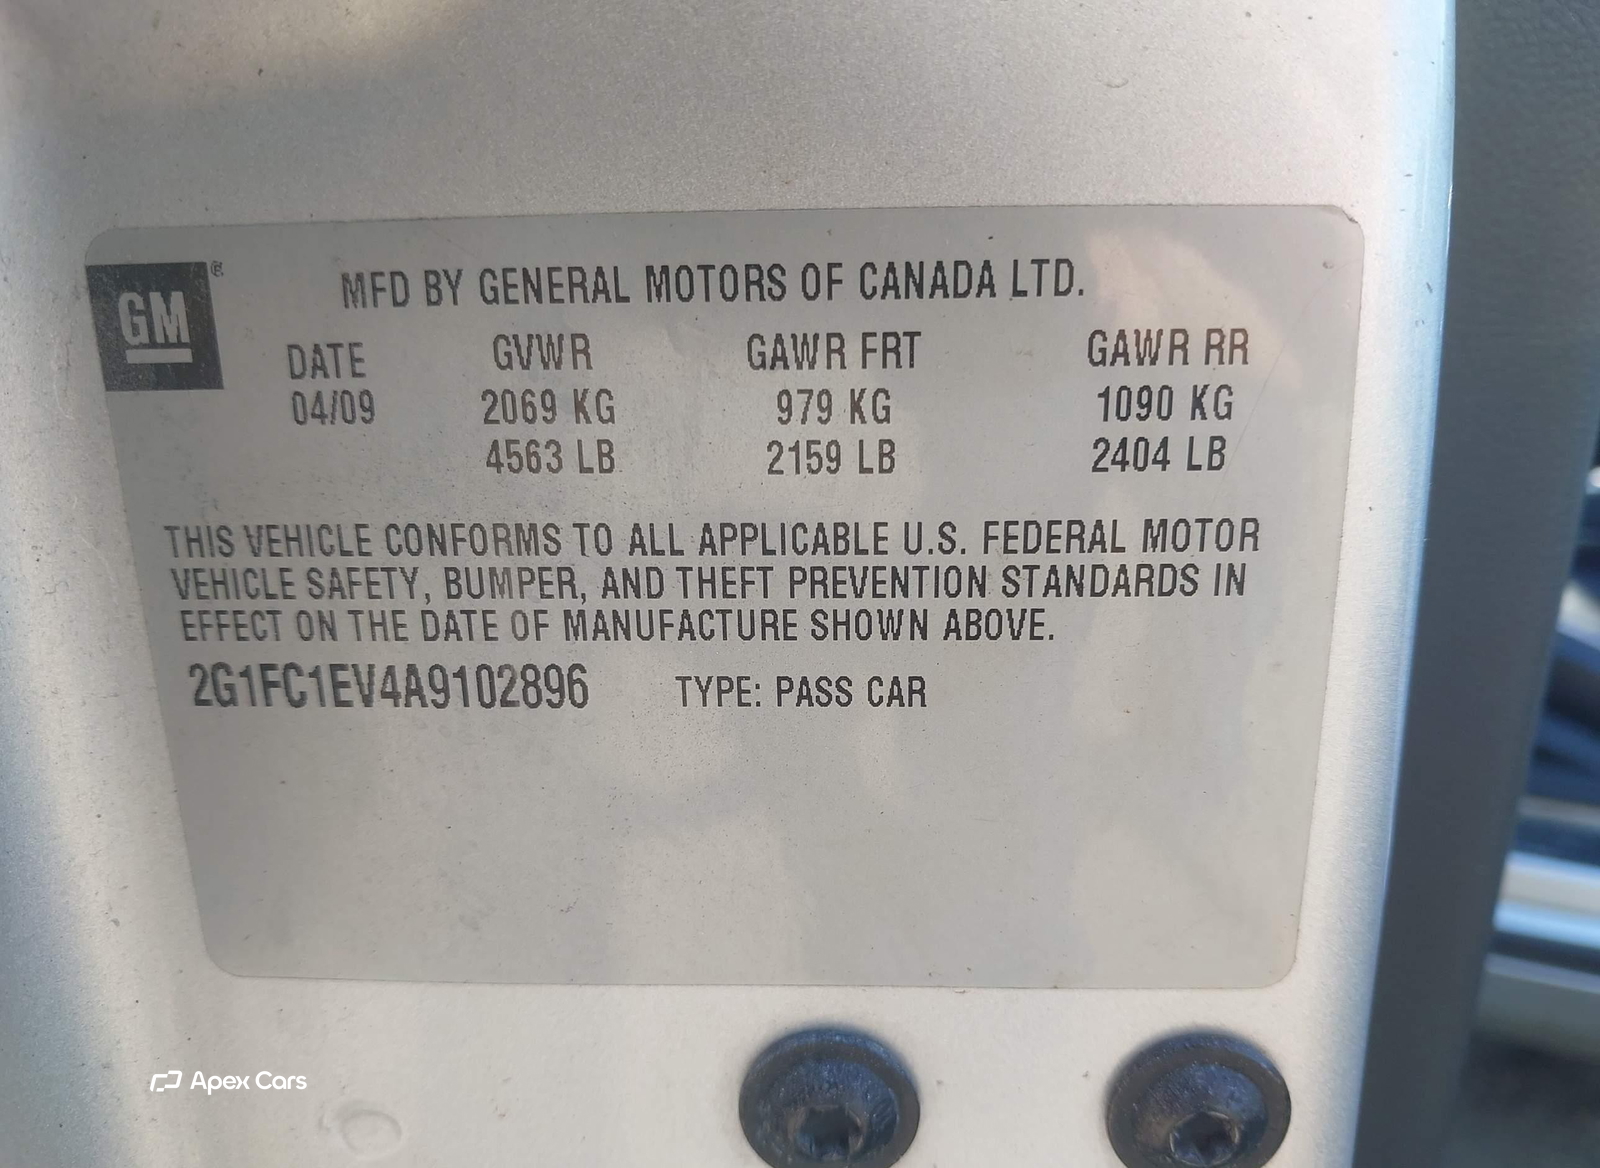 GM ®
MFD BY GENERAL MOTORS OF CANADA LTD.
DATE GVWR GAWR FRT GAWR RR
04/09 2069 KG 979 KG 1090 KG
4563 LB 2159 LB 2404 LB
THIS VEHICLE CONFORMS TO ALL APPLICABLE U.S. FEDERAL MOTOR
VEHICLE SAFETY, BUMPER, AND THEFT PREVENTION STANDARDS IN
EFFECT ON THE DATE OF MANUFACTURE SHOWN ABOVE.
2G1FC1EV4A9102896 TYPE: PASS CAR
Apex Cars